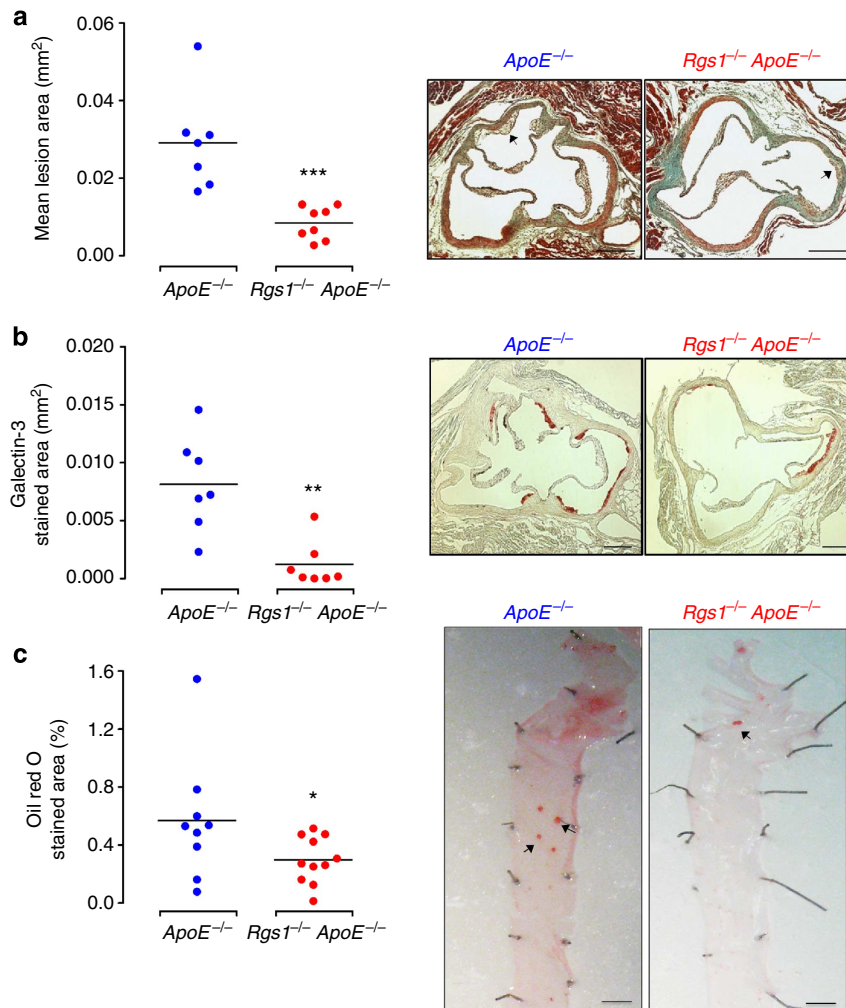 a
Mean lesion area (mm²)
0.06
0.04
0.02
0.00
***
ApoE⁻/⁻
Rgs1⁻/⁻ ApoE⁻/⁻
ApoE⁻/⁻
Rgs1⁻/⁻ ApoE⁻/⁻
b
Galectin-3
stained area (mm²)
0.020
0.015
0.010
0.005
0.000
**
ApoE⁻/⁻
Rgs1⁻/⁻ ApoE⁻/⁻
ApoE⁻/⁻
Rgs1⁻/⁻ ApoE⁻/⁻
c
Oil red O
stained area (%)
1.6
1.2
0.8
0.4
0.0
*
ApoE⁻/⁻
Rgs1⁻/⁻ ApoE⁻/⁻
ApoE⁻/⁻
Rgs1⁻/⁻ ApoE⁻/⁻